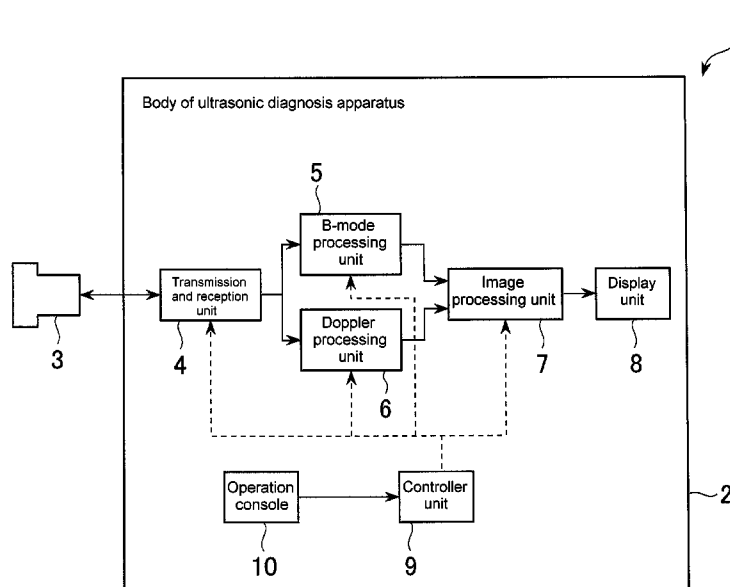 Body of ultrasonic diagnosis apparatus
5
B-mode
processing
unit
Transmission
and reception
unit
Image
processing unit
Display
unit
Doppler
processing
unit
3
4
7
8
6
2
Operation
console
Controller
unit
10
9